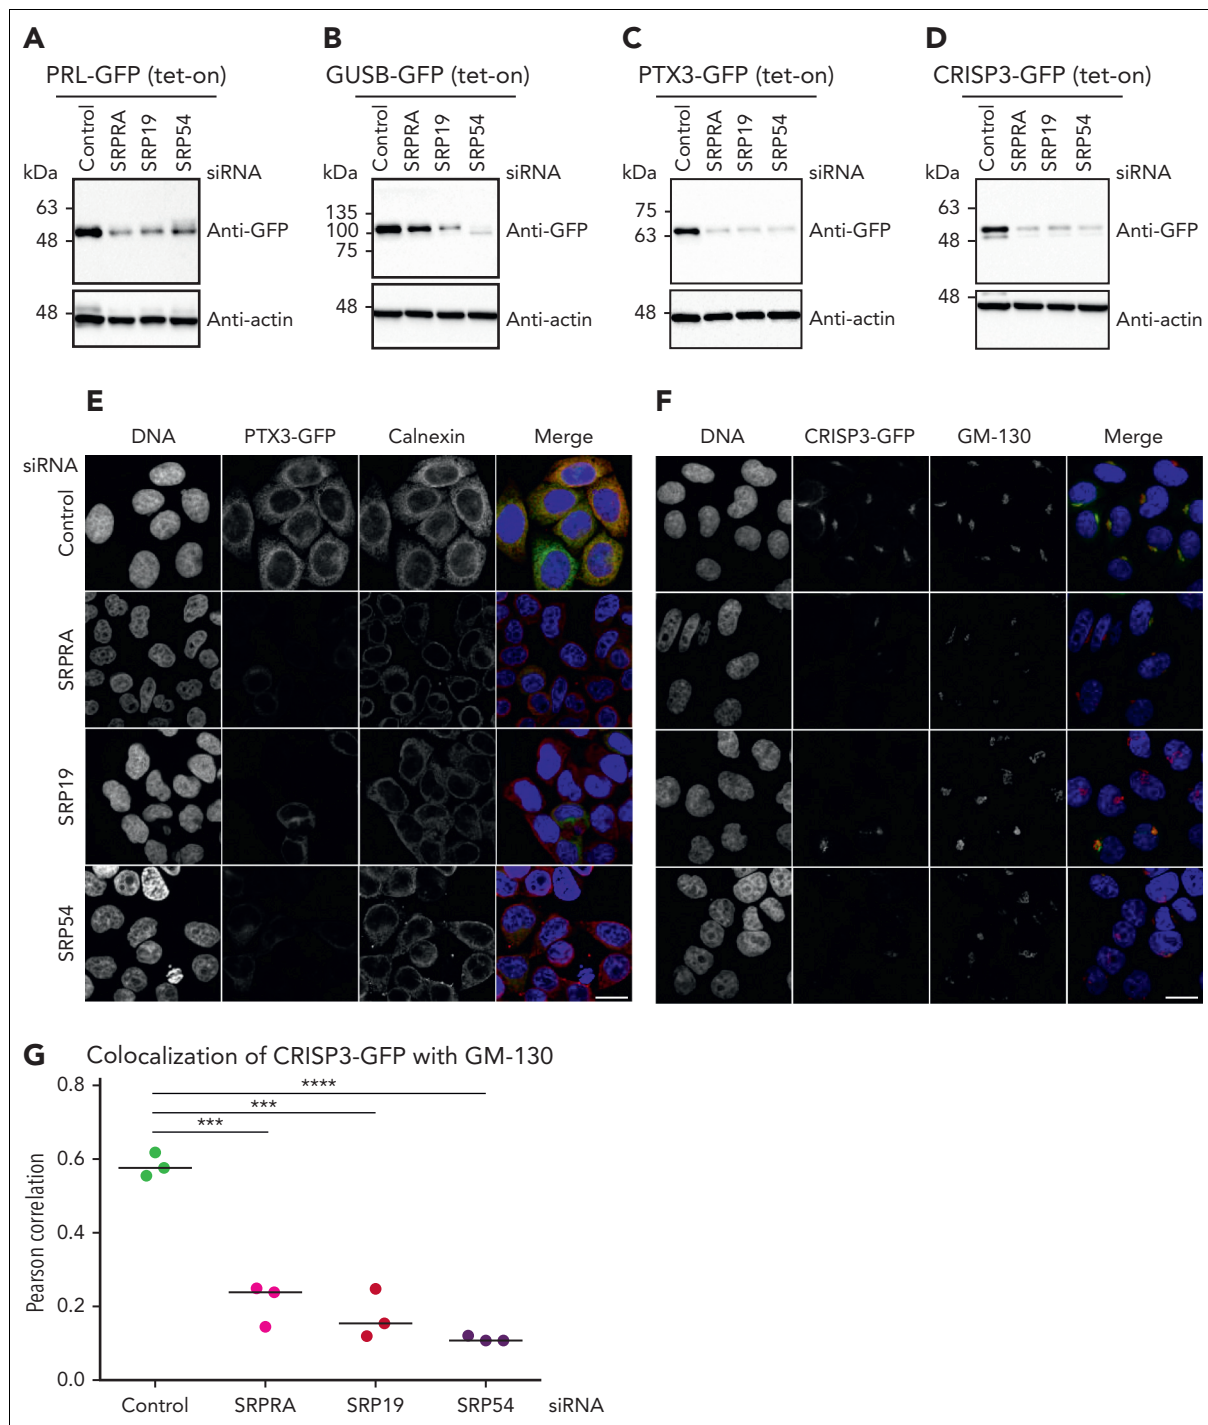 A
B
C
D
PRL-GFP (tet-on)
GUSB-GFP (tet-on)
PTX3-GFP (tet-on)
CRISP3-GFP (tet-on)
Control
SRPRA
SRP19
SRP54
Control
SRPRA
SRP19
SRP54
Control
SRPRA
SRP19
SRP54
Control
SRPRA
SRP19
SRP54
kDa
siRNA
kDa
siRNA
kDa
siRNA
kDa
siRNA
63
48
Anti-GFP
48
Anti-actin
135
100
75
Anti-GFP
48
Anti-actin
75
63
Anti-GFP
48
Anti-actin
63
48
Anti-GFP
48
Anti-actin
E
DNA
PTX3-GFP
Calnexin
Merge
siRNA
Control
SRPRA
SRP19
SRP54
F
DNA
CRISP3-GFP
GM-130
Merge
G
Colocalization of CRISP3-GFP with GM-130
Pearson correlation
0.8
0.6
0.4
0.2
0.0
****
***
***
Control
SRPRA
SRP19
SRP54
siRNA